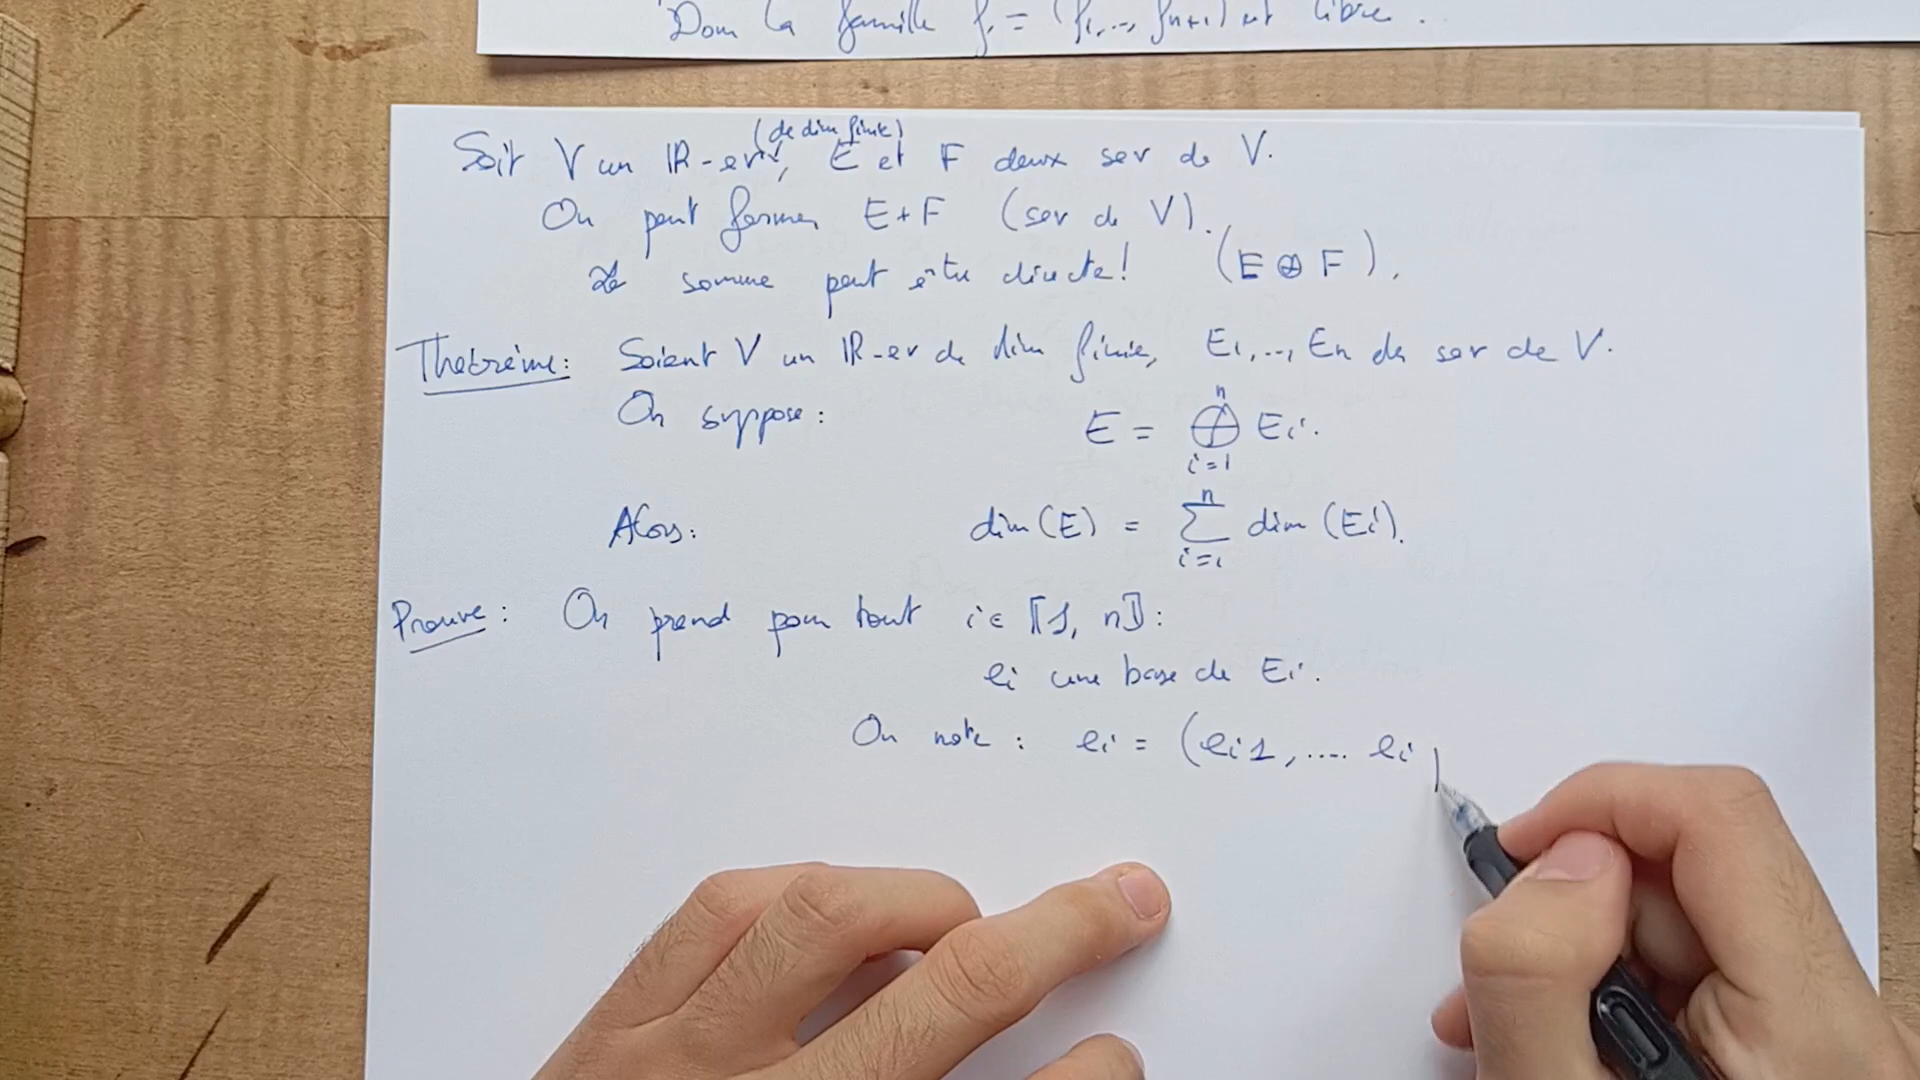 Donc la famille f1 = (f1, ..., fn+1) est libre.
(de dim finie)
Soit V un IR-ev, E et F deux sev de V.
On peut former E+F (sev de V).
somme peut être directe! (E ⊕ F).
Théorème: Soient V un IR-ev de dim finie, E1, ..., En des sev de V.
On suppose: E = ⊕ Ei.
n
i=1
Alors: dim(E) = Σ dim (Ei).
n
i=1
Preuve: On prend pour tout i ∈ ⟦1, n⟧:
ei une base de Ei.
On note: ei = (ei1, .... ei